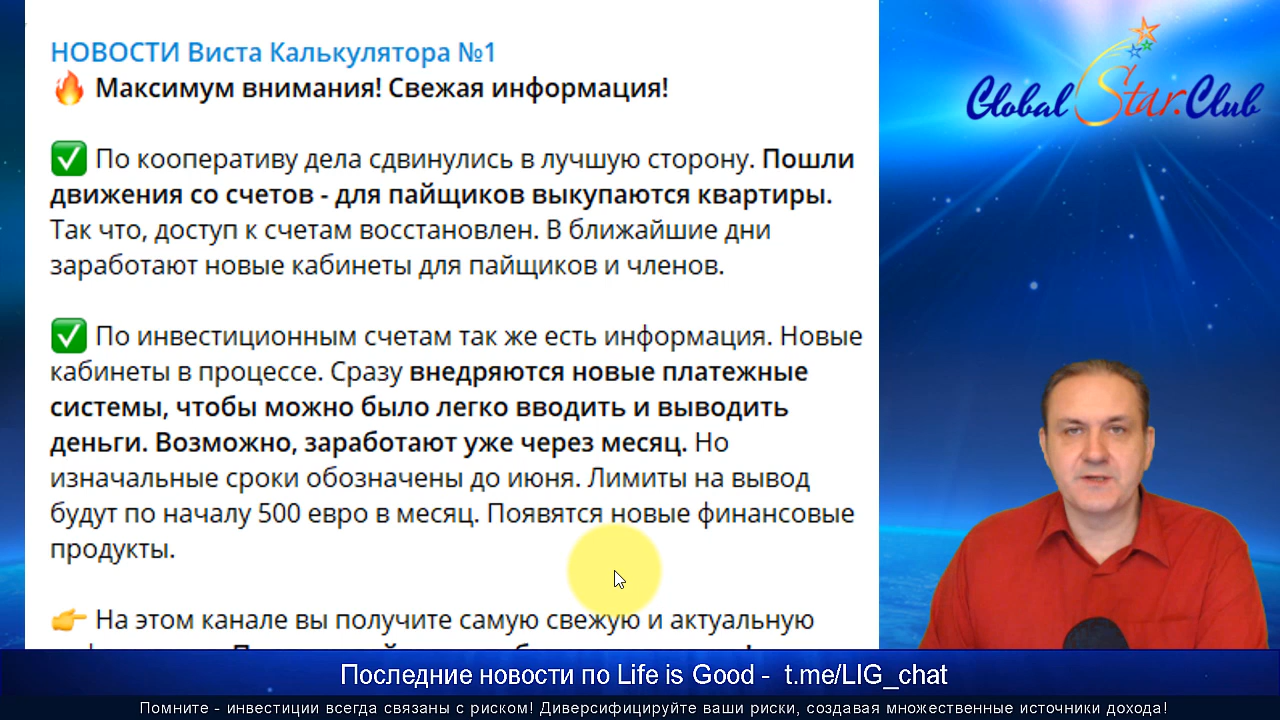 НОВОСТИ Виста Калькулятора №1
🔥 Максимум внимания! Свежая информация!
✅ По кооперативу дела сдвинулись в лучшую сторону. Пошли
движения со счетов - для пайщиков выкупаются квартиры.
Так что, доступ к счетам восстановлен. В ближайшие дни
заработают новые кабинеты для пайщиков и членов.
✅ По инвестиционным счетам так же есть информация. Новые
кабинеты в процессе. Сразу внедряются новые платежные
системы, чтобы можно было легко вводить и выводить
деньги. Возможно, заработают уже через месяц. Но
изначальные сроки обозначены до июня. Лимиты на вывод
будут по началу 500 евро в месяц. Появятся новые финансовые
продукты.
👉 На этом канале вы получите самую свежую и актуальную
Global Star.Club
Последние новости по Life is Good - t.me/LIG_chat
Помните - инвестиции всегда связаны с риском! Диверсифицируйте ваши риски, создавая множественные источники дохода!